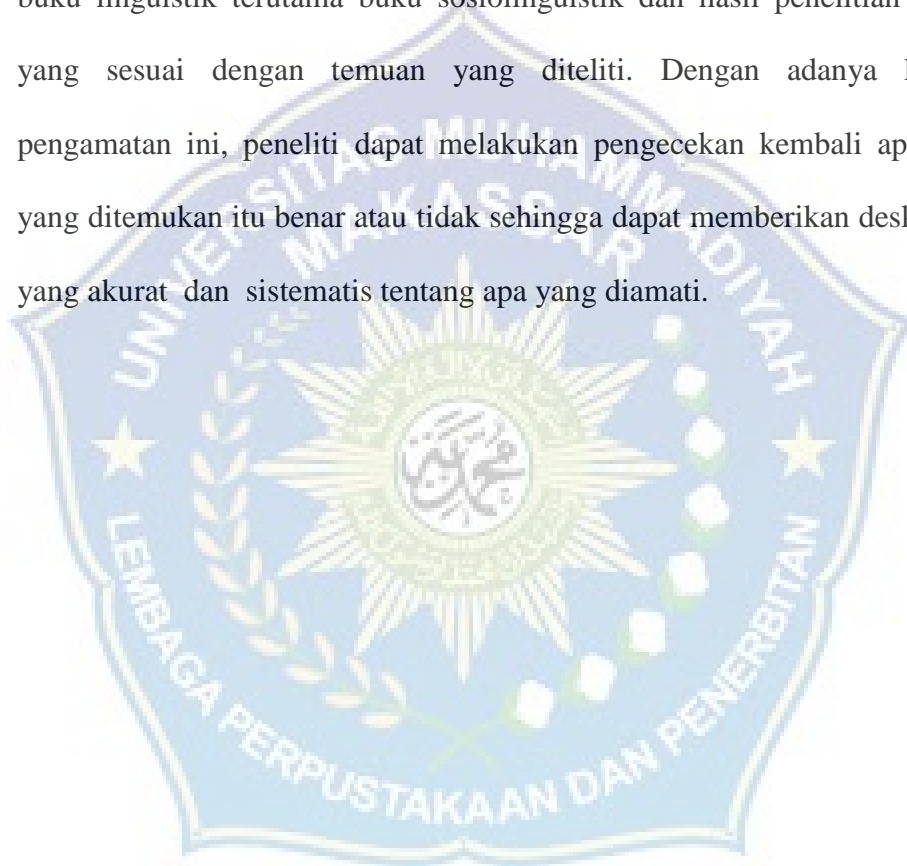 buku linguistik terutama buku sosiolinguistik dan hasil penelitian
yang sesuai dengan temuan yang diteliti. Dengan adanya
pengamatan ini, peneliti dapat melakukan pengecekan kembali
yang ditemukan itu benar atau tidak sehingga dapat memberikan
yang akurat dan sistematis tentang apa yang diamati.
UNIVERSITAS MUHAMMADIYAH
MAKASSAR
LEMBAGA PERPUSTAKAAN DAN PENERBITAN